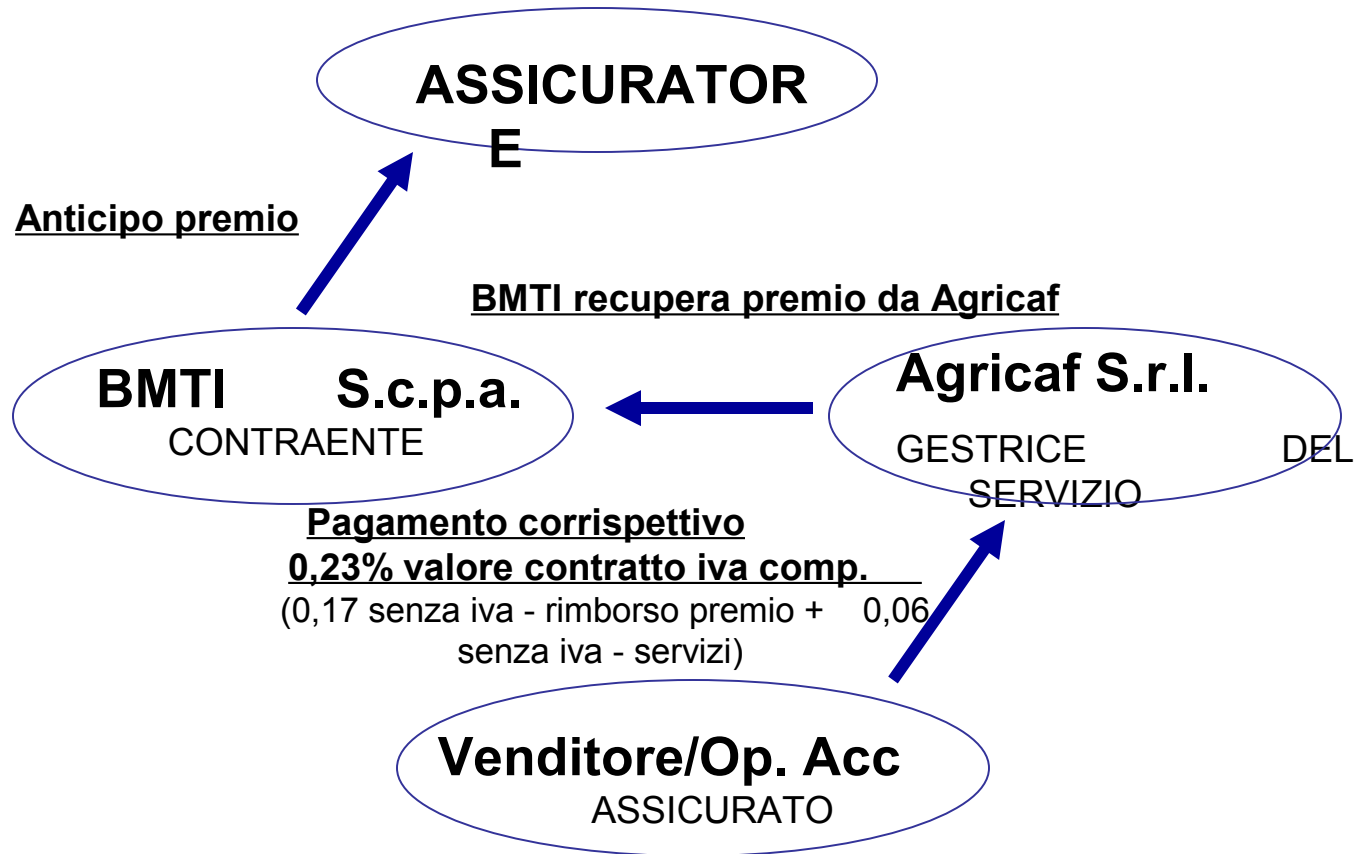 ASSICURATOR
E
Anticipo premio
BMTI recupera premio da Agricaf
BMTI S.c.p.a.
CONTRAENTE
Agricaf S.r.l.
GESTRICE DEL
SERVIZIO
Pagamento corrispettivo
0,23% valore contratto iva comp.
(0,17 senza iva - rimborso premio + 0,06
senza iva - servizi)
Venditore/Op. Acc
ASSICURATO